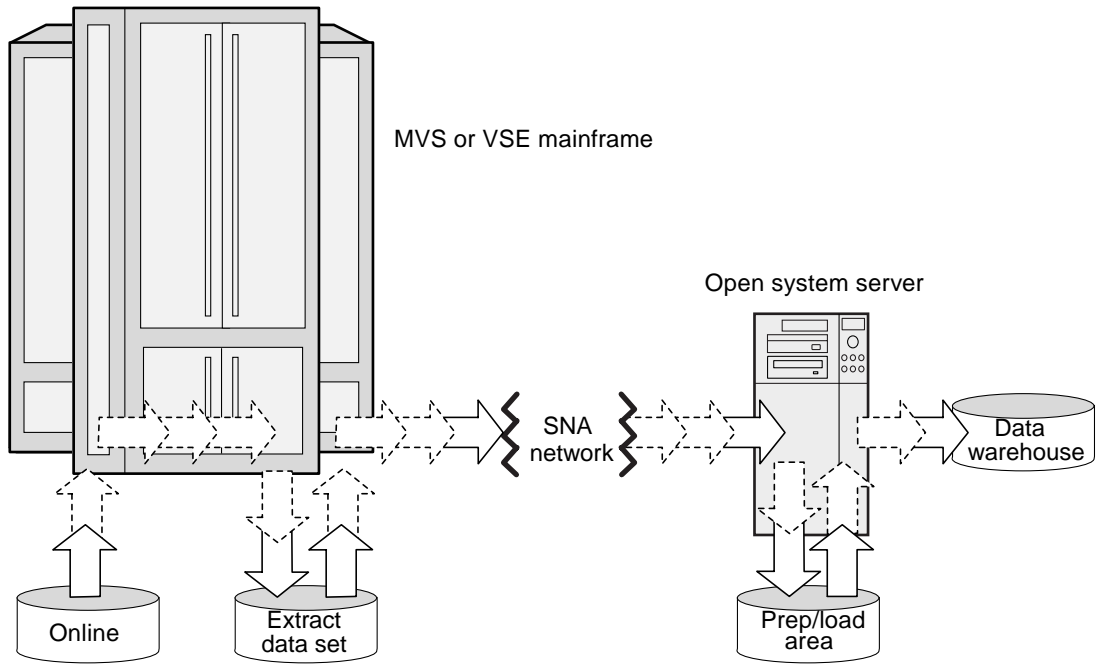 MVS or VSE mainframe
Open system server
SNA
network
Data
warehouse
Online
Extract
data set
Prep/load
area